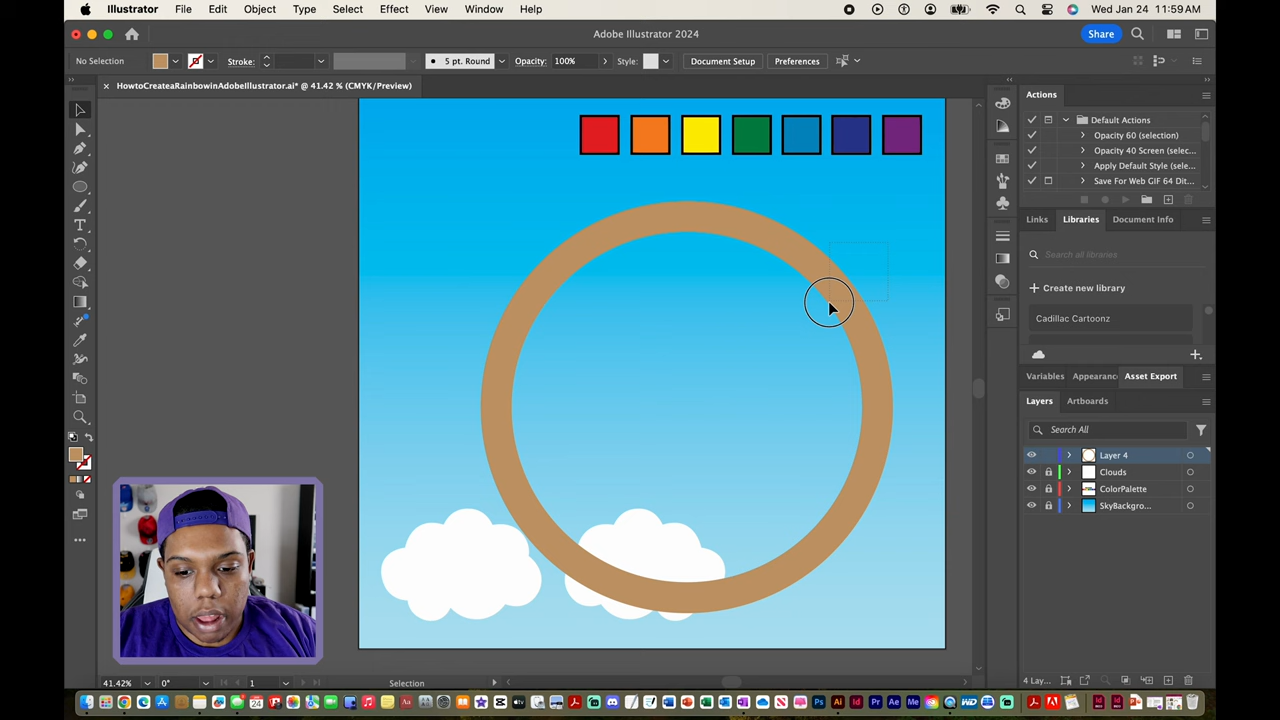 Illustrator File Edit Object Type Select Effect View Window Help Wed Jan 24 11:59 AM
Adobe Illustrator 2024
Share
No Selection Stroke: 5 pt. Round Opacity: 100% Style: Document Setup Preferences
HowtoCreateaRainbowinAdobeIllustrator.ai* @ 41.42 % (CMYK/Preview)
Actions
Default Actions
Opacity 60 (selection)
Opacity 40 Screen (selec...
Apply Default Style (sele...
Save For Web GIF 64 Dit...
Links Libraries Document Info
Search all libraries
Create new library
Cadillac Cartoonz
Variables Appearanc Asset Export
Layers Artboards
Search All
Layer 4
Clouds
ColorPalette
SkyBackgro...
41.42% 0° 1 Selection 4 Lay...